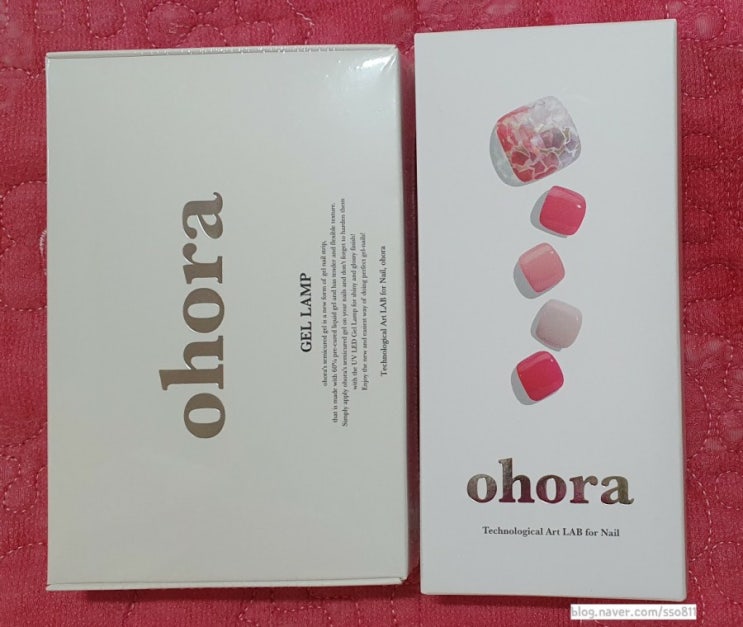 ohora
GEL LAMP
ohora's semicured gel is a new form of gel nail strip,
that is made with 60% pre-cured liquid gel and has tender and flexible texture.
Simply apply ohora's semicured gel on your nails and don't forget to harden them
with the UV LED Gel Lamp for shiny and glossy finish!
Enjoy the new and easiest way of doing perfect gel-nails!
Technological Art LAB for Nail, ohora
ohora
Technological Art LAB for Nail
blog.naver.com/sso811